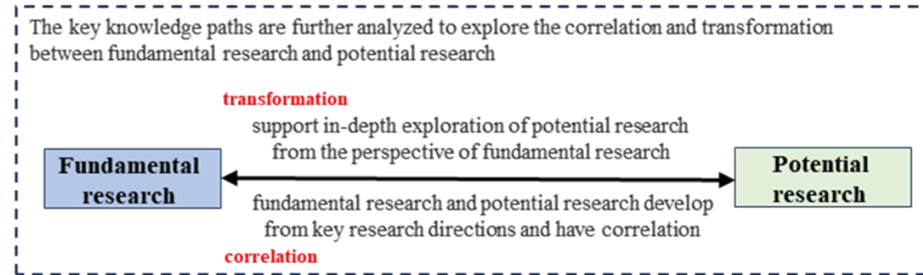 The key knowledge paths are further analyzed to explore the correlation and transformation
between fundamental research and potential research
transformation
support in-depth exploration of potential research
from the perspective of fundamental research
Fundamental
research
Potential
research
fundamental research and potential research develop
from key research directions and have correlation
correlation